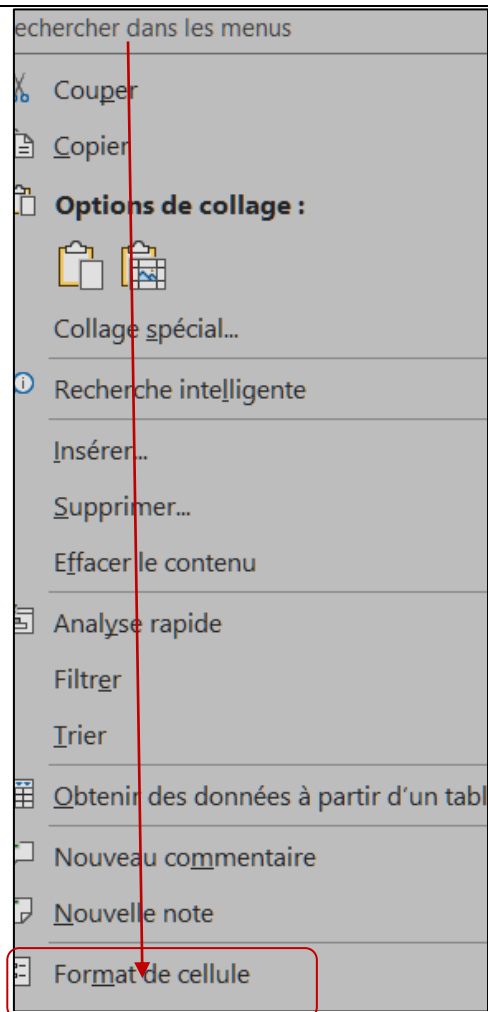 echercher dans les menus
Couper
Copier
Options de collage :
Collage spécial...
Recherche intelligente
Insérer...
Supprimer...
Effacer le contenu
Analyse rapide
Filtrer
Trier
Obtenir des données à partir d'un tabl
Nouveau commentaire
Nouvelle note
Format de cellule